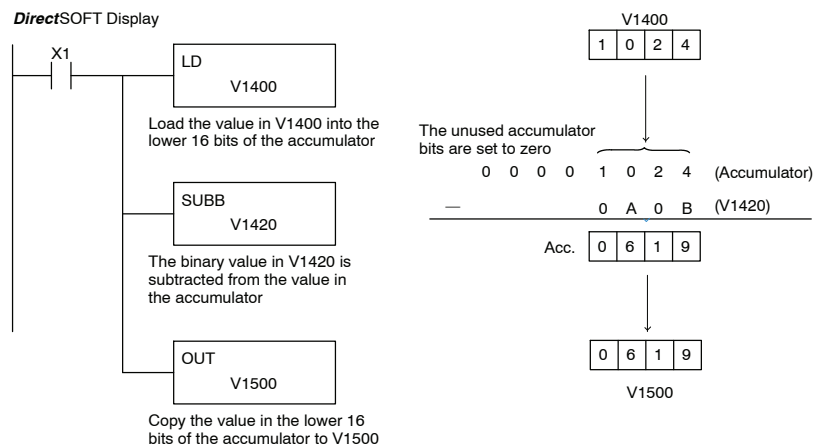 DirectSOFT Display
X1
LD
V1400
Load the value in V1400 into the
lower 16 bits of the accumulator
SUBB
V1420
The binary value in V1420 is
subtracted from the value in
the accumulator
OUT
V1500
Copy the value in the lower 16
bits of the accumulator to V1500
V1400
1 0 2 4
The unused accumulator
bits are set to zero
0 0 0 0 1 0 2 4 (Accumulator)
— 0 A 0 B (V1420)
Acc. 0 6 1 9
0 6 1 9
V1500